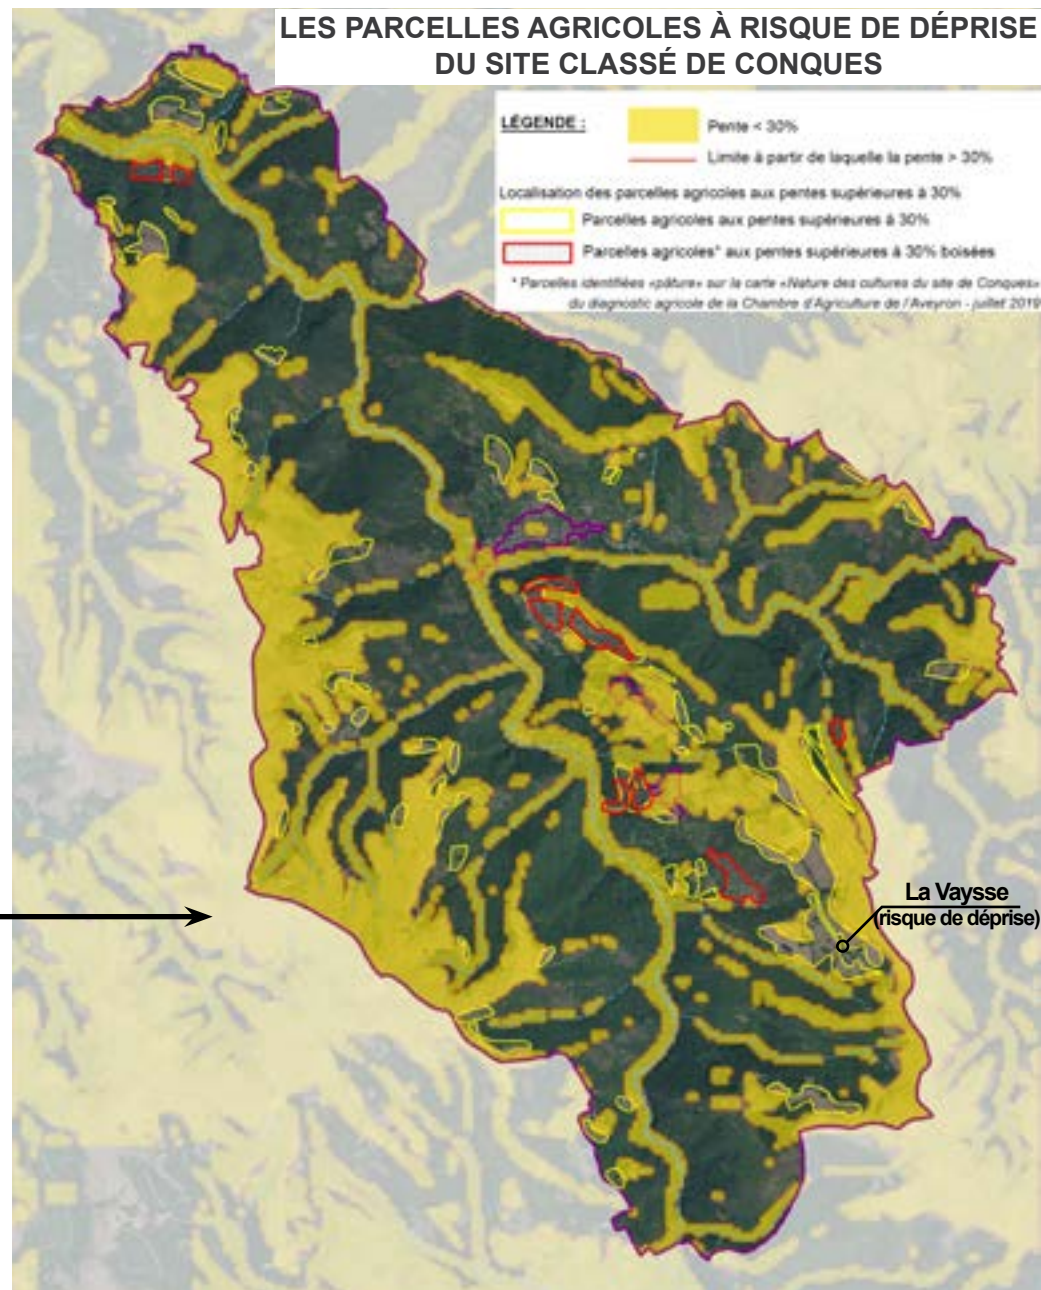 LES PARCELLES AGRICOLES À RISQUE DE DÉPRISE
DU SITE CLASSÉ DE CONQUES
LÉGENDE :
Pente < 30%
Limite à partir de laquelle la pente > 30%
Localisation des parcelles agricoles aux pentes supérieures à 30%
Parcelles agricoles aux pentes supérieures à 30%
Parcelles agricoles* aux pentes supérieures à 30% boisées
* Parcelles identifiées «pâture» sur la carte «Nature des cultures du site de Conques»
du diagnostic agricole de la Chambre d'Agriculture de l'Aveyron - juillet 2019
La Vaysse
(risque de déprise)